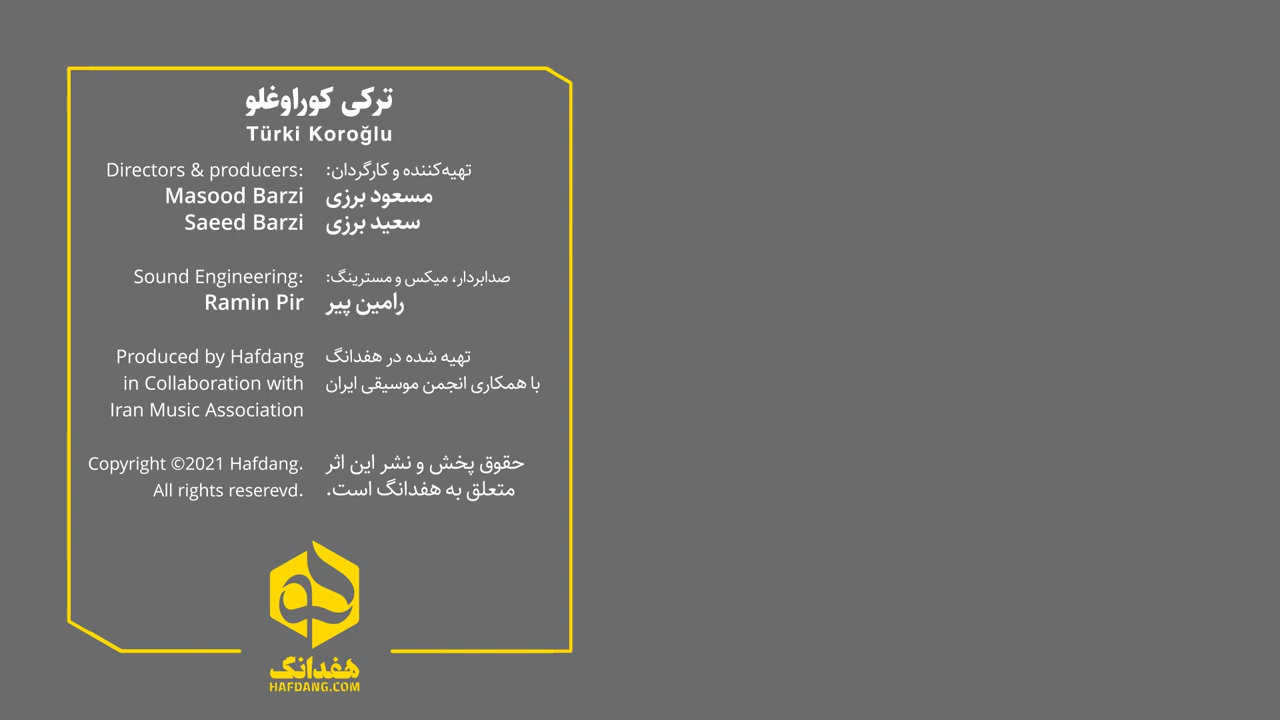 ترکی کوراوغلو
Türki Koroğlu
Directors & producers:
Masood Barzi
Saeed Barzi
تهیه‌کننده و کارگردان:
مسعود برزی
سعید برزی
Sound Engineering:
Ramin Pir
صدابردار، میکس و مسترینگ:
رامین پیر
Produced by Hafdang
in Collaboration with
Iran Music Association
تهیه شده در هفدانگ
با همکاری انجمن موسیقی ایران
Copyright ©2021 Hafdang.
All rights reserevd.
حقوق پخش و نشر این اثر
متعلق به هفدانگ است.
هفدانگ
HAFDANG.COM